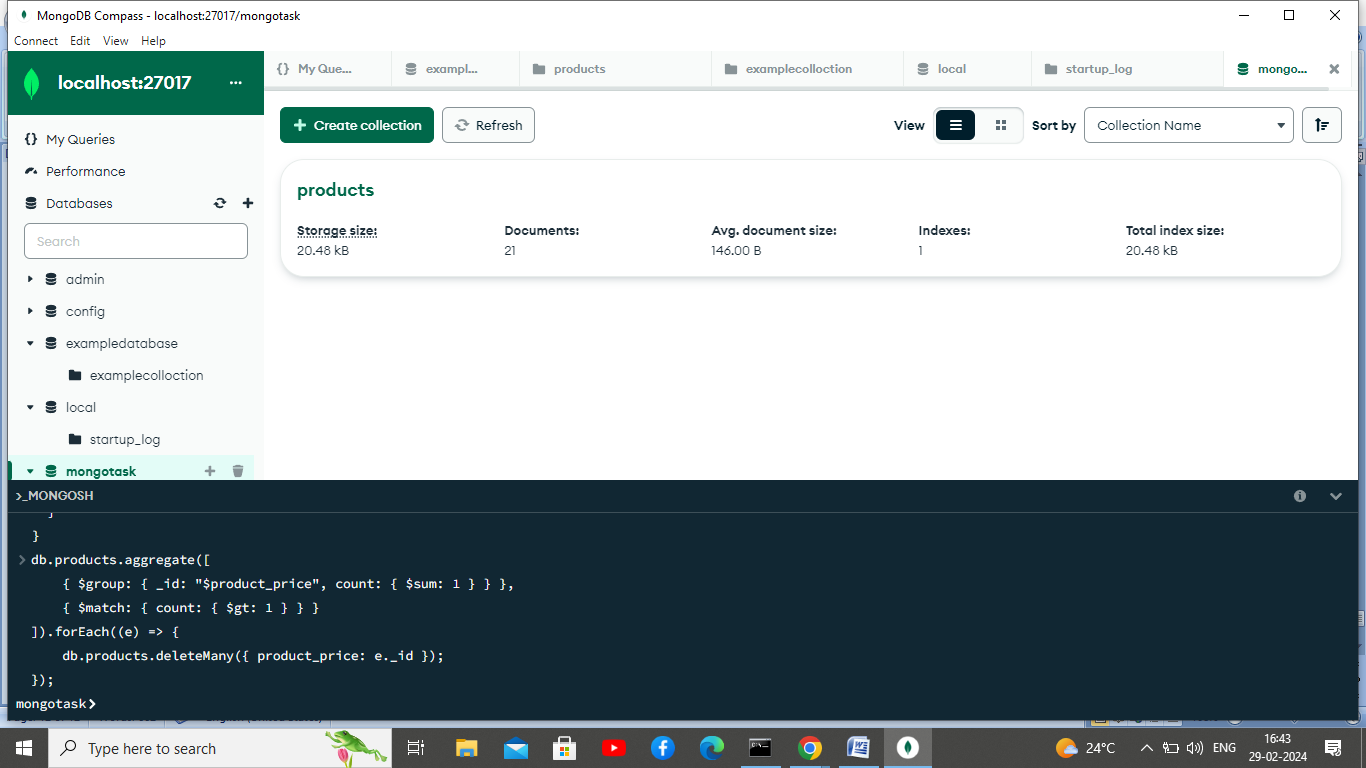 MongoDB Compass - localhost:27017/mongotask
Connect Edit View Help
localhost:27017 ...
My Queries
Performance
Databases
Search
admin
config
exampledatabase
examplecolloction
local
startup_log
mongotask
{} My Que...
exampl...
products
examplecolloction
local
startup_log
mongo...
Create collection
Refresh
View
Sort by
Collection Name
products
Storage size: Documents: Avg. document size: Indexes: Total index size:
20.48 kB 21 146.00 B 1 20.48 kB
>_MONGOSH
}
}
> db.products.aggregate([
{ $group: { _id: "$product_price", count: { $sum: 1 } } },
{ $match: { count: { $gt: 1 } } }
]).forEach((e) => {
db.products.deleteMany({ product_price: e._id });
});
mongotask>
Type here to search
24°C
ENG
16:43
29-02-2024